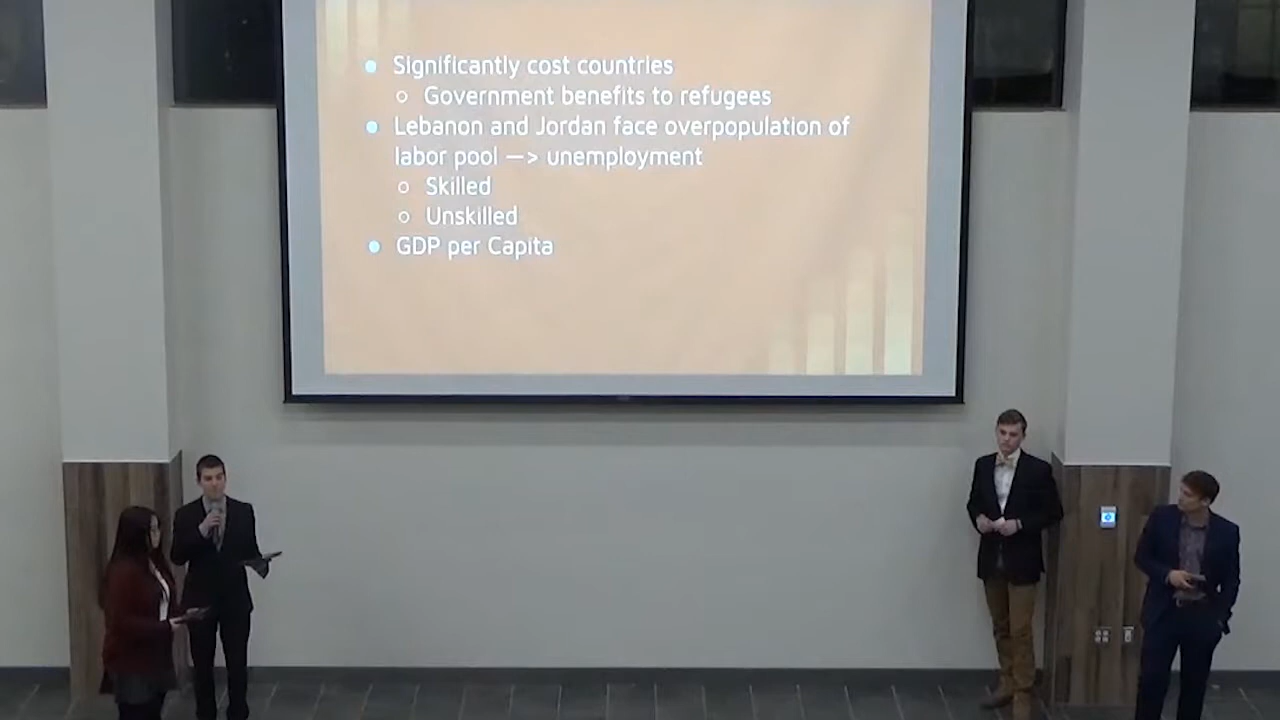 Significantly cost countries
Government benefits to refugees
Lebanon and Jordan face overpopulation of
labor pool —> unemployment
Skilled
Unskilled
GDP per Capita